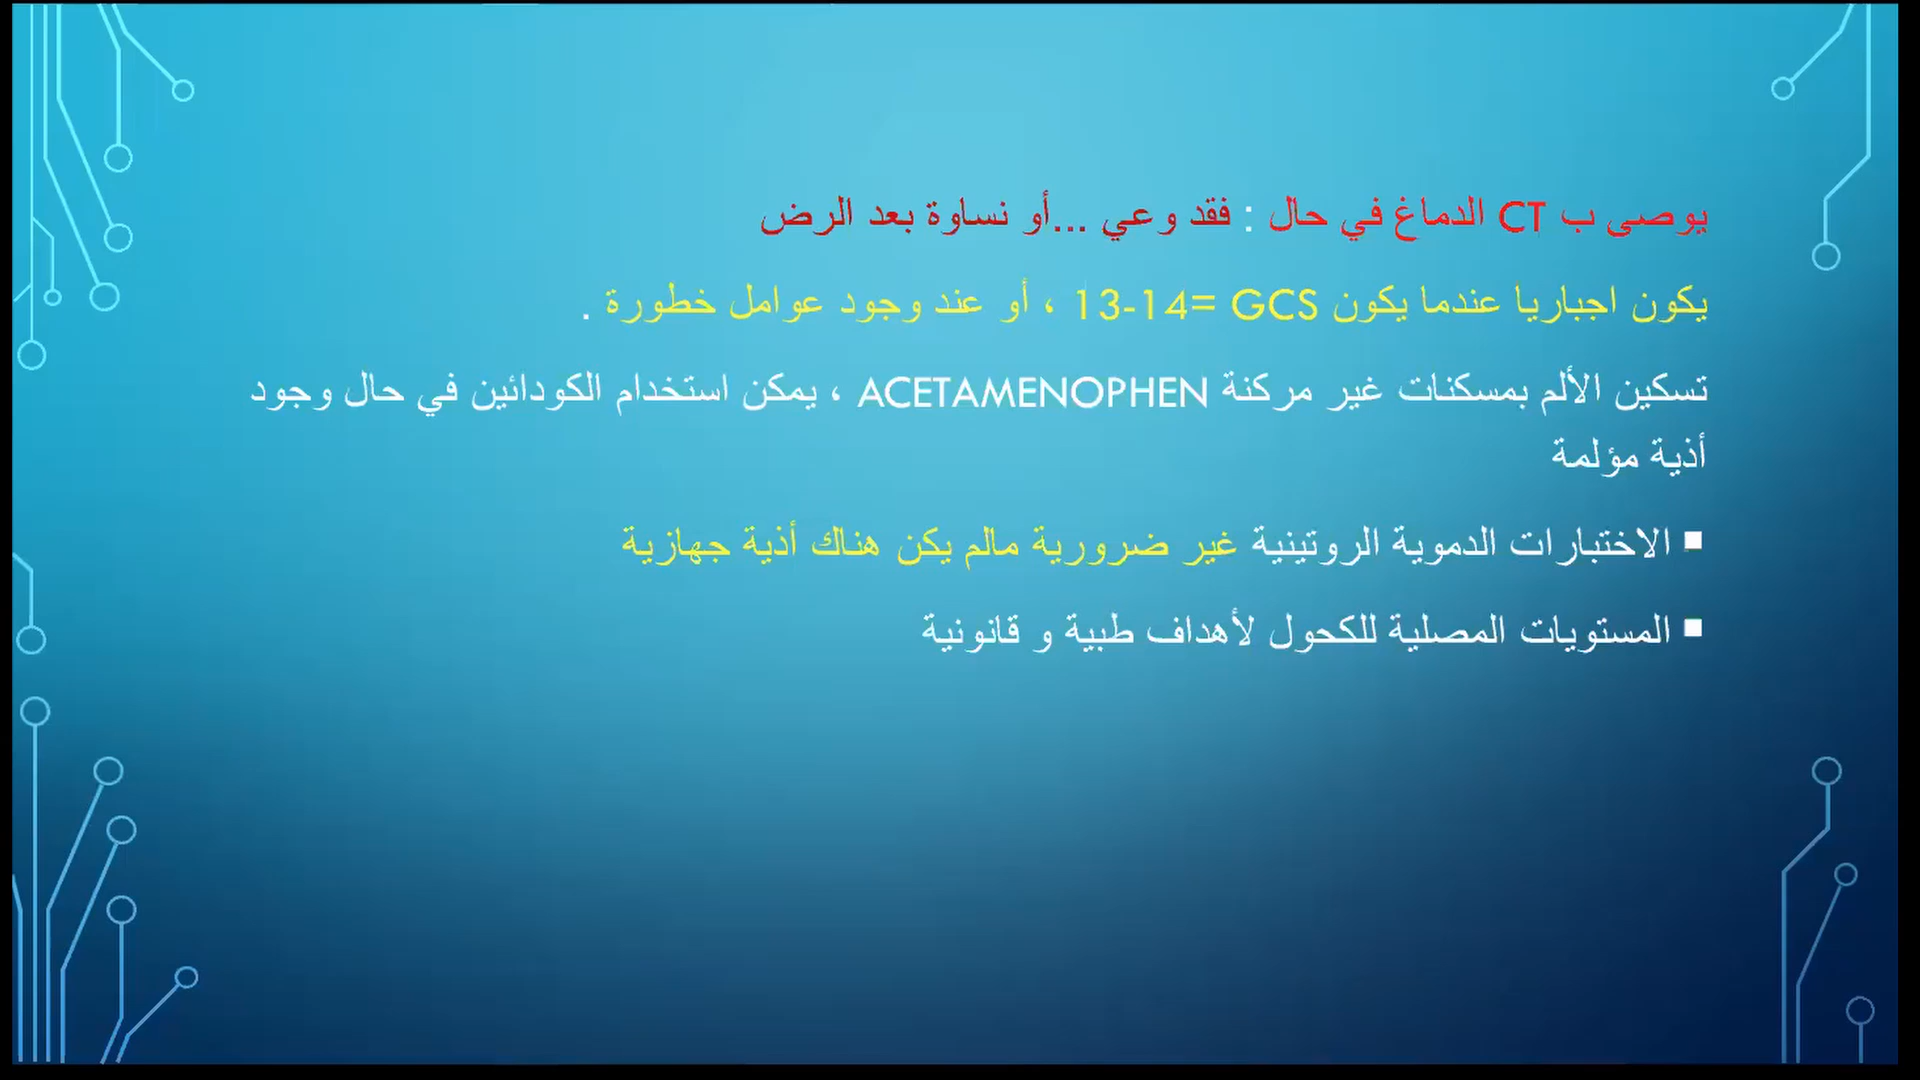 يوصى ب CT الدماغ في حال : فقد وعي ...أو نساوة بعد الرض
يكون اجباريا عندما يكون GCS =13-14 ، أو عند وجود عوامل خطورة .
تسكين الألم بمسكنات غير مركنة ACETAMENOPHEN ، يمكن استخدام الكودائين في حال وجود
أذية مؤلمة
▪ الاختبارات الدموية الروتينية غير ضرورية مالم يكن هناك أذية جهازية
▪ المستويات المصلية للكحول لأهداف طبية و قانونية